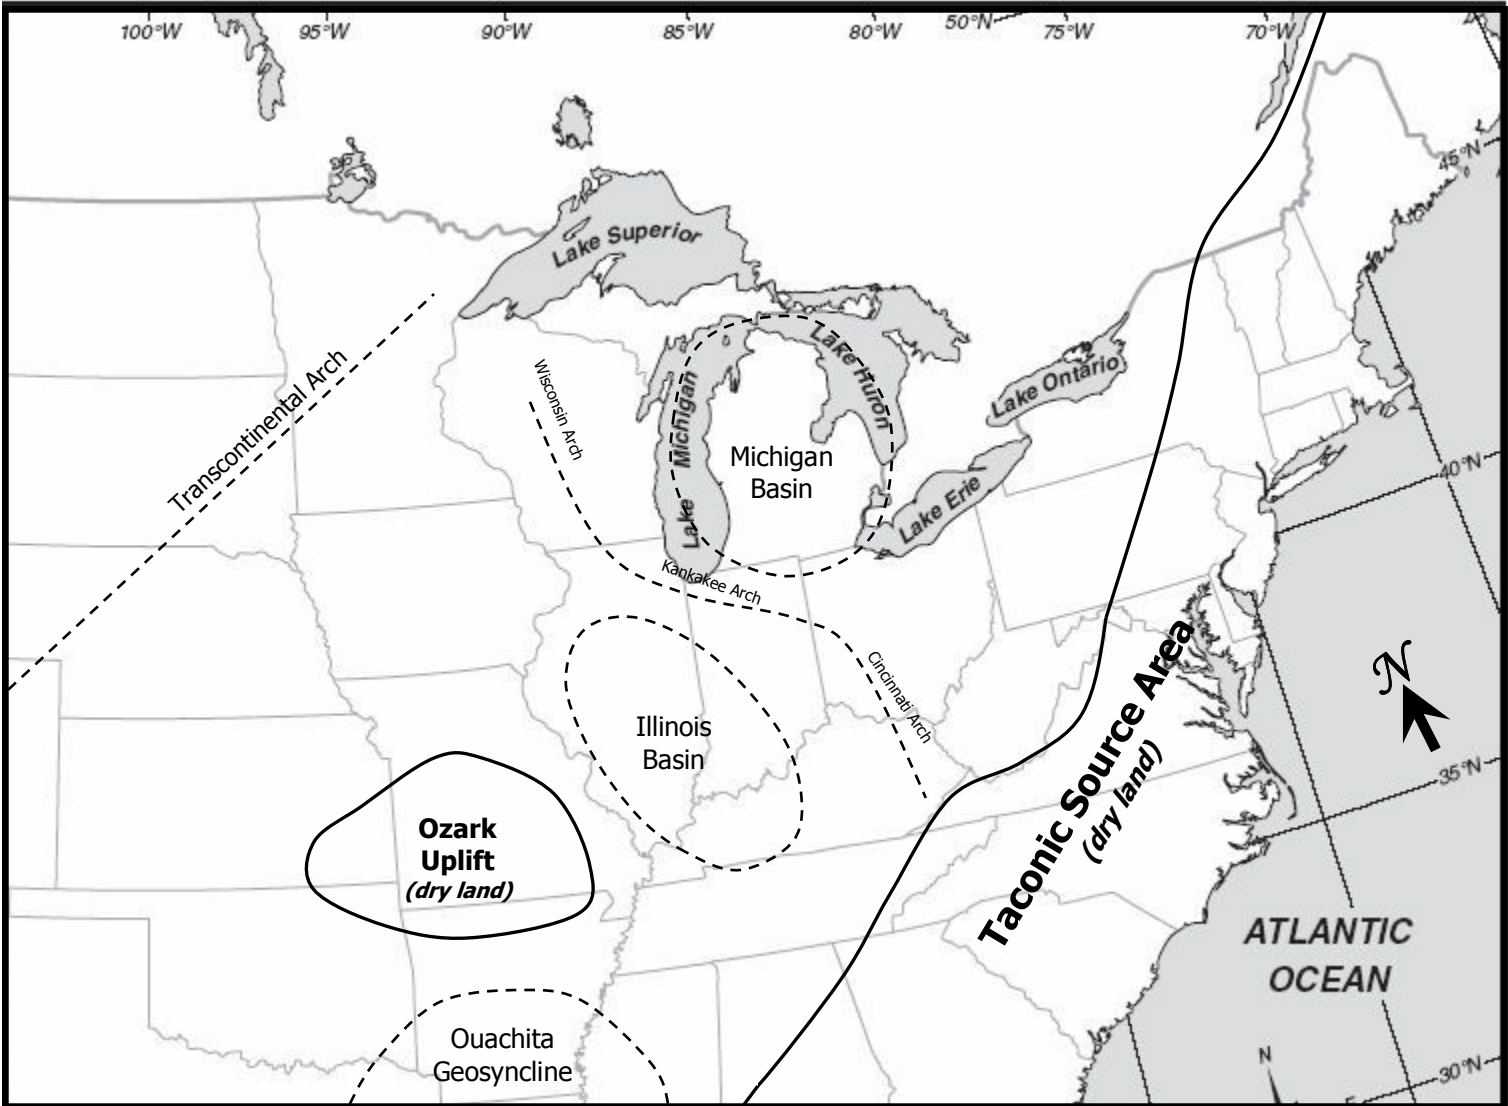 100°W
95°W
90°W
85°W
80°W
50°N
75°W
70°W
45°N
Lake Superior
Transcontinental Arch
Wisconsin Arch
Lake Michigan
Lake Huron
Lake Ontario
Michigan
Basin
Lake Erie
40°N
Kankakee Arch
Cincinnati Arch
Taconic Source Area
(dry land)
N
Illinois
Basin
35°N
Ozark
Uplift
(dry land)
ATLANTIC
OCEAN
Ouachita
Geosyncline
N
30°N